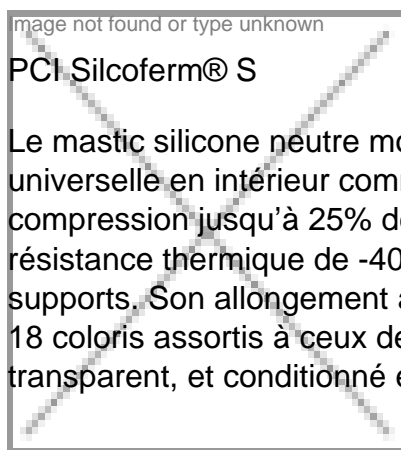 Image not found or type unknown
PCI Silcoferm® S
Le mastic silicone neutre mo
universelle en intérieur com
compression jusqu'à 25% de
résistance thermique de -40
supports. Son allongement a
18 coloris assortis à ceux de
transparent, et conditionné e